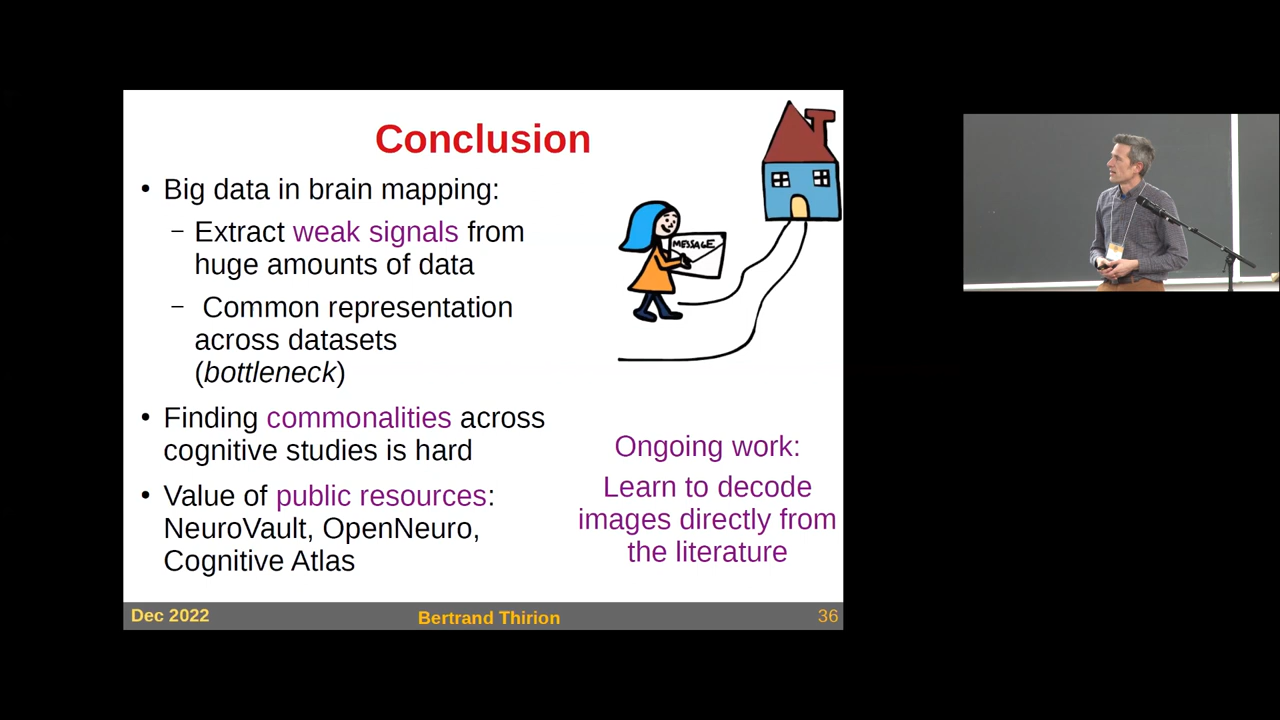 Conclusion
• Big data in brain mapping:
– Extract weak signals from
huge amounts of data
– Common representation
across datasets
(bottleneck)
• Finding commonalities across
cognitive studies is hard
• Value of public resources:
NeuroVault, OpenNeuro,
Cognitive Atlas
MESSAGE
Ongoing work:
Learn to decode
images directly from
the literature
Dec 2022
Bertrand Thirion
36